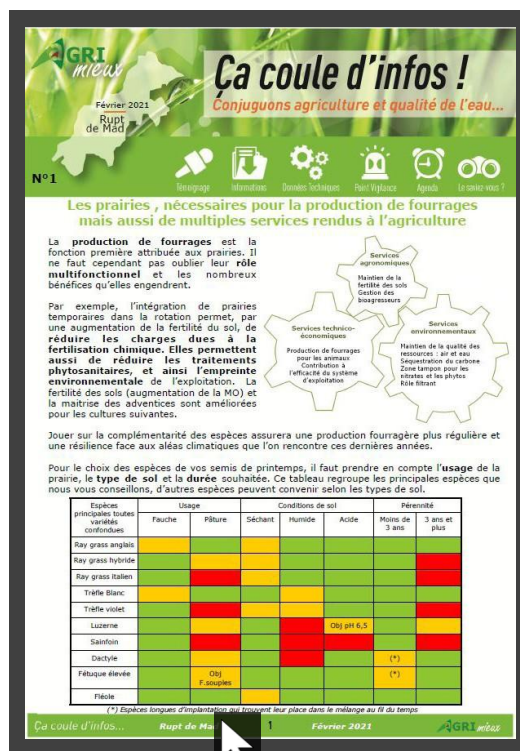 AGRI
mieux
Ça coule d'infos !
Conjuguons agriculture et qualité de l'eau...
Février 2021
Rupt
de Mad
N°1
Témoignage Informations Données Techniques Point Vigilance Agenda Le saviez-vous ?
Les prairies , nécessaires pour la production de fourrages
mais aussi de multiples services rendus à l'agriculture
La production de fourrages est la
fonction première attribuée aux prairies. Il
ne faut cependant pas oublier leur rôle
multifonctionnel et les nombreux
bénéfices qu'elles engendrent.
Par exemple, l'intégration de prairies
temporaires dans la rotation permet, par
une augmentation de la fertilité du sol, de
réduire les charges dues à la
fertilisation chimique. Elles permettent
aussi de réduire les traitements
phytosanitaires, et ainsi l'empreinte
environnementale de l'exploitation. La
fertilité des sols (augmentation de la MO) et
la maitrise des adventices sont améliorées
pour les cultures suivantes.
Services
agronomiques
Maintien de la
fertilité des sols
Gestion des
bioagresseurs
Services technico-
économiques
Production de fourrages
pour les animaux
Contribution à
l'efficacité du système
d'exploitation
Services
environnementaux
Maintien de la qualité des
ressources : air et eau
Séquestration du carbone
Zone tampon pour les
nitrates et les phytos
Rôle filtrant
Jouer sur la complémentarité des espèces assurera une production fourragère plus régulière et
une résilience face aux aléas climatiques que l'on rencontre ces dernières années.
Pour le choix des espèces de vos semis de printemps, il faut prendre en compte l'usage de la
prairie, le type de sol et la durée souhaitée. Ce tableau regroupe les principales espèces que
nous vous conseillons, d'autres espèces peuvent convenir selon les types de sol.
Espèces
principales toutes
variétés
confondues
Usage Conditions de sol Pérennité
Fauche Pâture Séchant Humide Acide Moins de
3 ans
3 ans et
plus
Ray grass anglais
Ray grass hybride
Ray grass italien
Trèfle Blanc
Trèfle violet
Luzerne Obj pH 6,5
Sainfoin
Dactyle (*)
Fétuque élevée Obj
F.souples
(*)
Fléole
(*) Espèces longues d'implantation qui trouvent leur place dans le mélange au fil du temps
Ça coule d'infos... Rupt de Mad 1 Février 2021 AGRI mieux